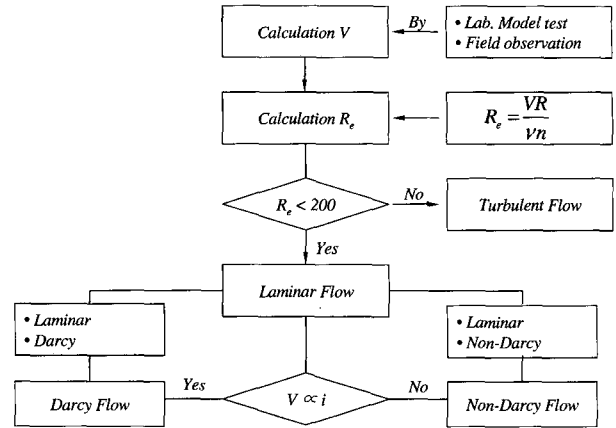 Calculation V
By
• Lab. Model test
• Field observation
Calculation Re
Re = VR / νn
Re < 200
No
Turbulent Flow
Yes
Laminar Flow
• Laminar
• Darcy
• Laminar
• Non-Darcy
Darcy Flow
Yes
V ∝ i
No
Non-Darcy Flow